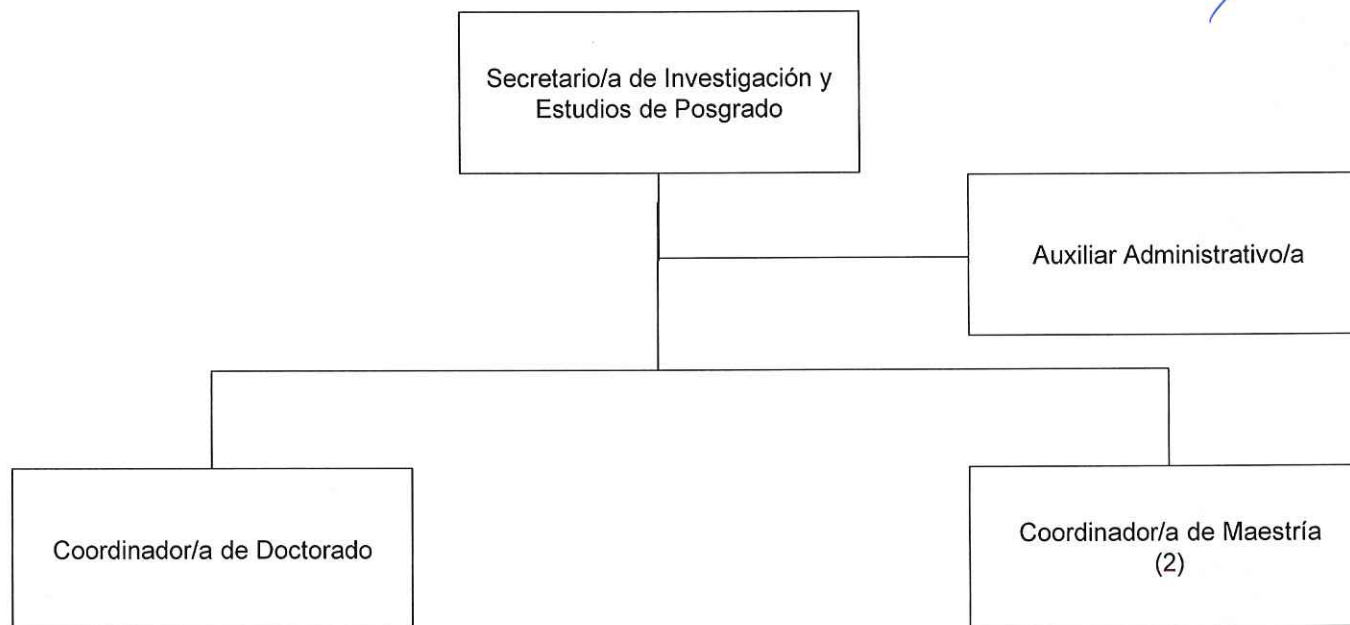 Secretario/a de Investigación y
Estudios de Posgrado
Auxiliar Administrativo/a
Coordinador/a de Doctorado
Coordinador/a de Maestría
(2)